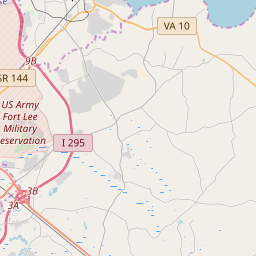 VA 10
9B
SR 144
US Army
Fort Lee
Military
Reservation
I 295
3B
3A